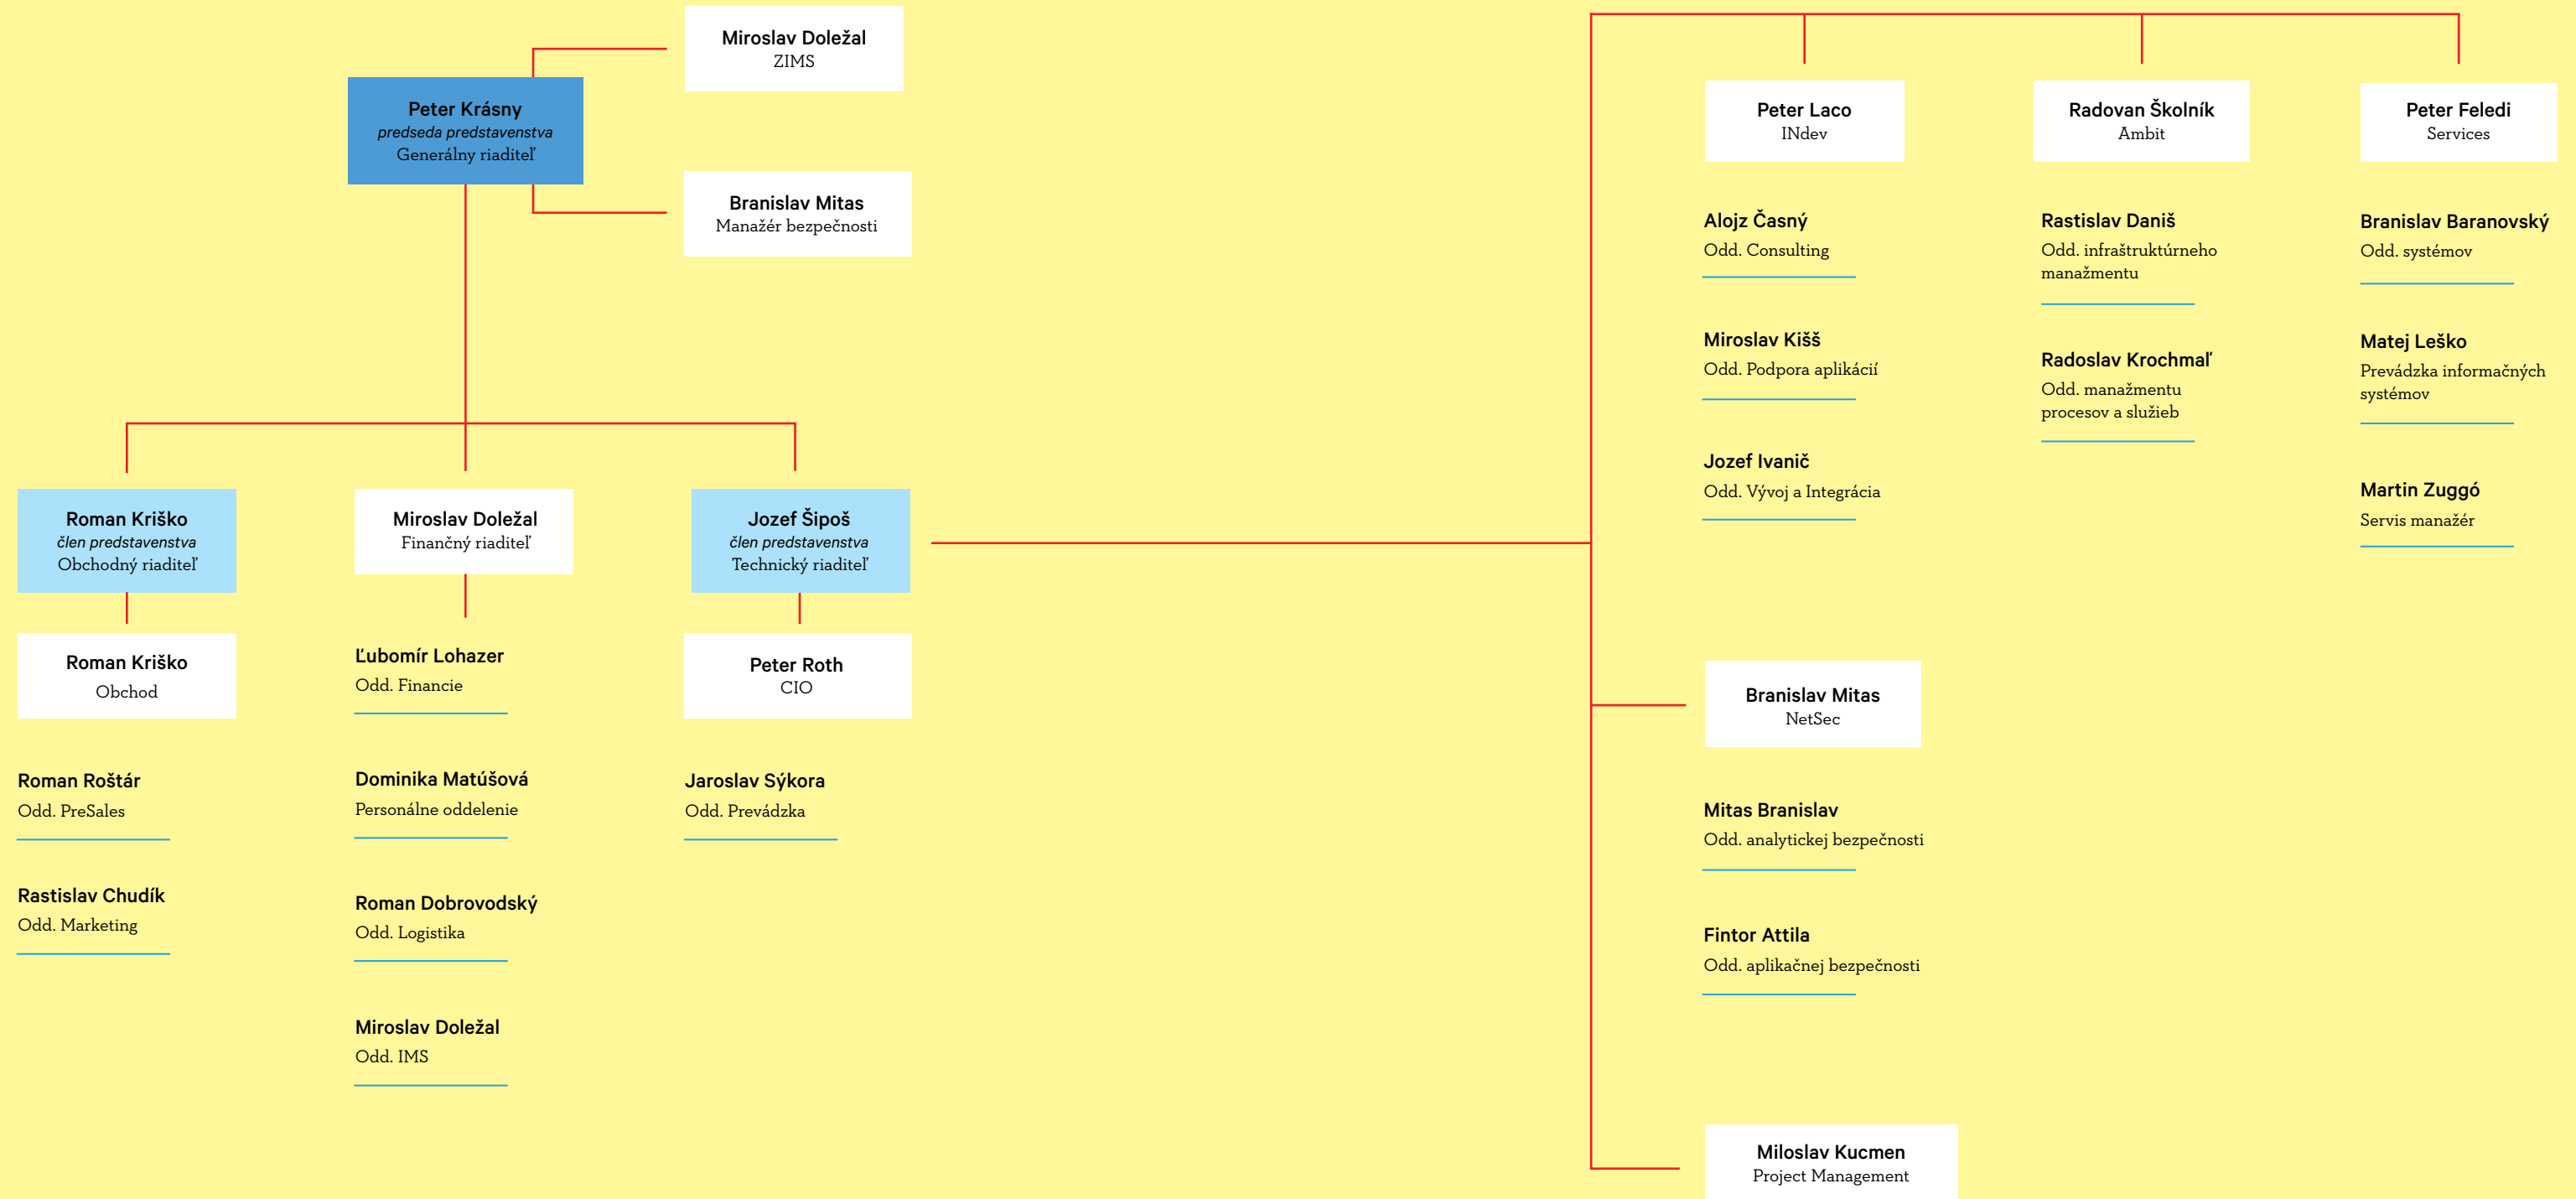 Miroslav Doležal
ZIMS
Peter Krásny
predseda predstavenstva
Generálny riaditeľ
Branislav Mitas
Manažér bezpečnosti
Roman Kriško
člen predstavenstva
Obchodný riaditeľ
Roman Kriško
Obchod
Roman Roštár
Odd. PreSales
Rastislav Chudík
Odd. Marketing
Miroslav Doležal
Finančný riaditeľ
Ľubomír Lohazer
Odd. Financie
Dominika Matúšová
Personálne oddelenie
Roman Dobrovodský
Odd. Logistika
Miroslav Doležal
Odd. IMS
Jozef Šipoš
člen predstavenstva
Technický riaditeľ
Peter Roth
CIO
Jaroslav Sýkora
Odd. Prevádzka
Peter Laco
INdev
Alojz Časný
Odd. Consulting
Miroslav Kišš
Odd. Podpora aplikácií
Jozef Ivanič
Odd. Vývoj a Integrácia
Radovan Školník
Ambit
Rastislav Daniš
Odd. infraštruktúrneho
manažmentu
Radoslav Krochmaľ
Odd. manažmentu
procesov a služieb
Peter Feledi
Services
Branislav Baranovský
Odd. systémov
Matej Leško
Prevádzka informačných
systémov
Martin Zuggó
Servis manažér
Branislav Mitas
NetSec
Mitas Branislav
Odd. analytickej bezpečnosti
Fintor Attila
Odd. aplikačnej bezpečnosti
Miloslav Kucmen
Project Management